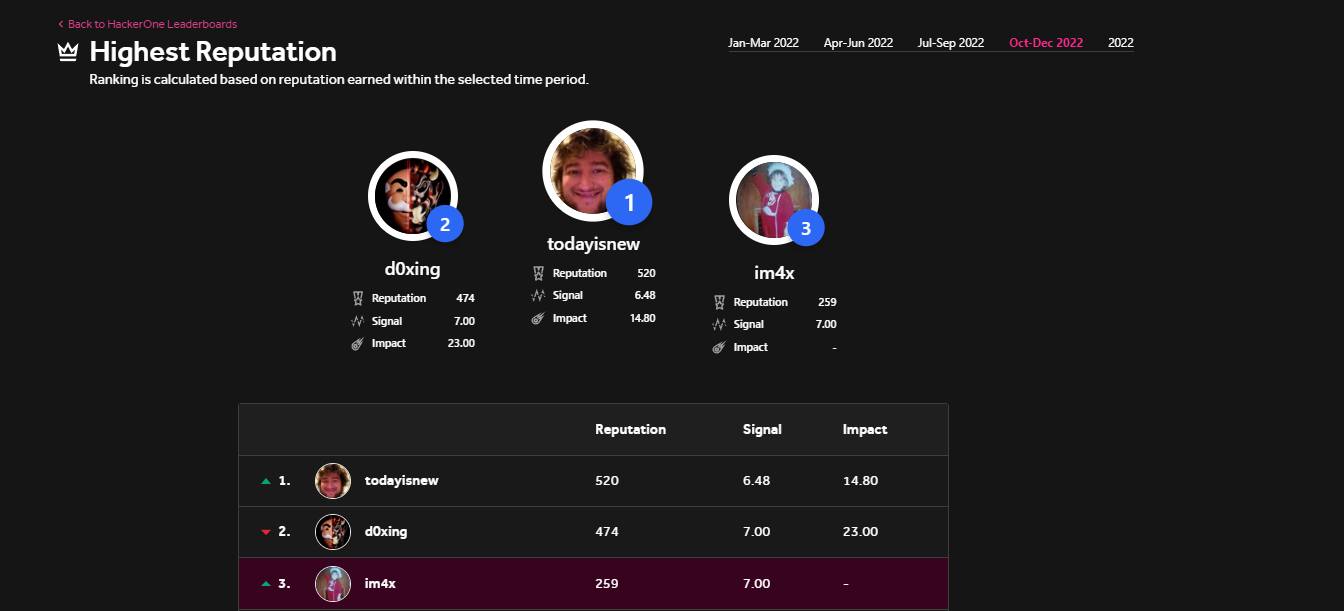 Back to HackerOne Leaderboards
Highest Reputation
Ranking is calculated based on reputation earned within the selected time period.
Jan-Mar 2022 Apr-Jun 2022 Jul-Sep 2022 Oct-Dec 2022 2022
2
d0xing
Reputation 474
Signal 7.00
Impact 23.00
1
todayisnew
Reputation 520
Signal 6.48
Impact 14.80
3
im4x
Reputation 259
Signal 7.00
Impact -
Reputation Signal Impact
1. todayisnew 520 6.48 14.80
2. d0xing 474 7.00 23.00
3. im4x 259 7.00 -